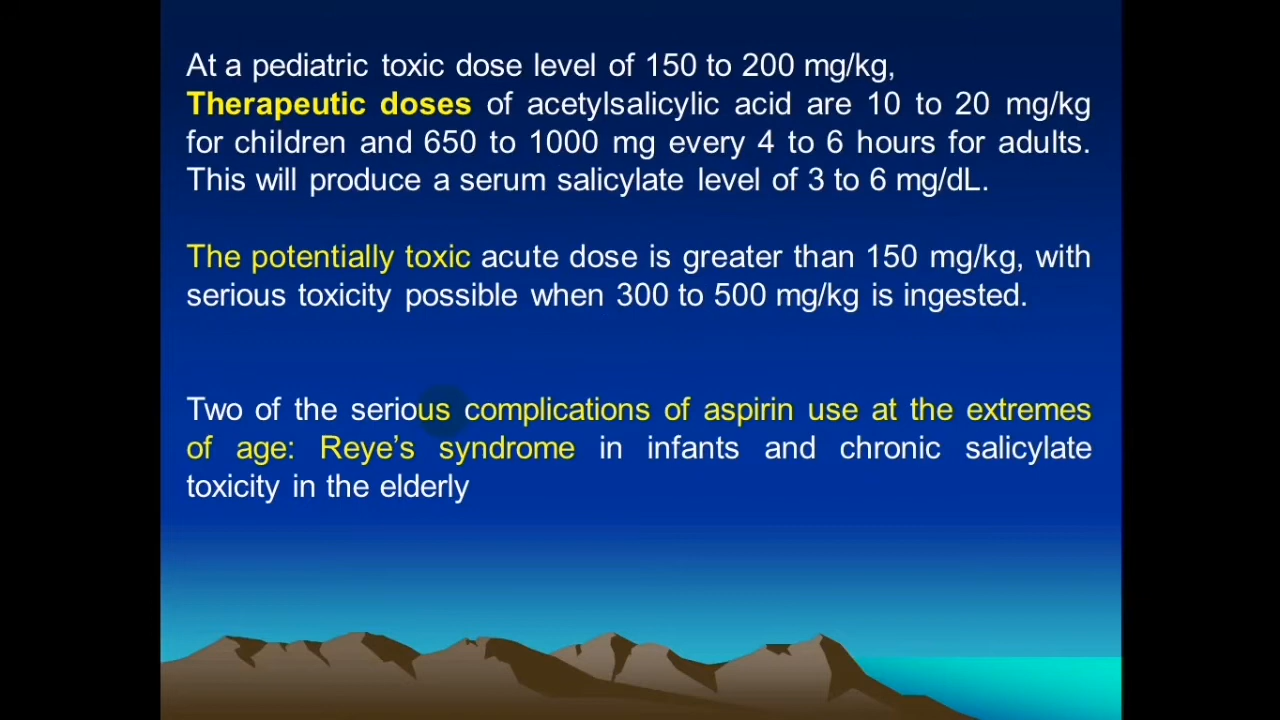 At a pediatric toxic dose level of 150 to 200 mg/kg,
Therapeutic doses of acetylsalicylic acid are 10 to 20 mg/kg
for children and 650 to 1000 mg every 4 to 6 hours for adults.
This will produce a serum salicylate level of 3 to 6 mg/dL.
The potentially toxic acute dose is greater than 150 mg/kg, with
serious toxicity possible when 300 to 500 mg/kg is ingested.
Two of the serious complications of aspirin use at the extremes
of age: Reye’s syndrome in infants and chronic salicylate
toxicity in the elderly